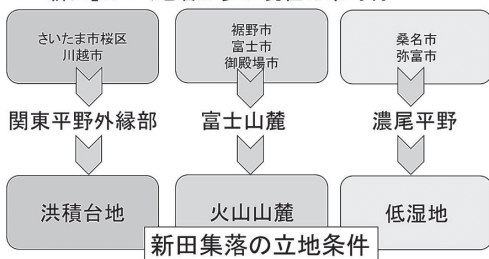 さいたま市桜区
川越市
裾野市
富士市
御殿場市
桑名市
弥富市
関東平野外縁部
富士山麓
濃尾平野
洪積台地
火山山麓
低湿地
新田集落の立地条件